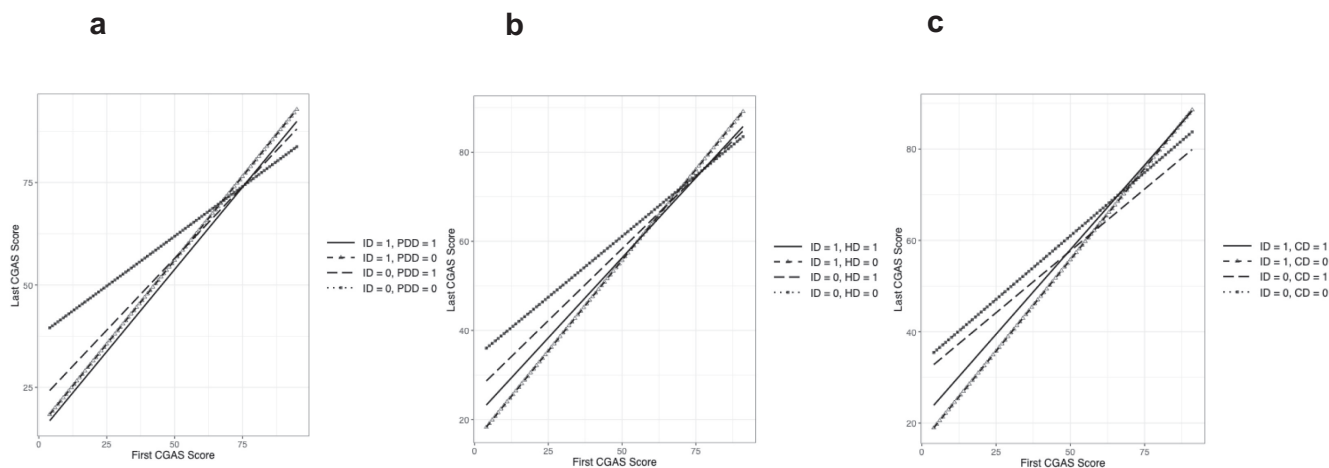 a
b
c
75
50
25
0
25
50
75
First CGAS Score
Last CGAS Score
ID = 1, PDD = 1
ID = 1, PDD = 0
ID = 0, PDD = 1
ID = 0, PDD = 0
80
60
40
20
0
25
50
75
First CGAS Score
Last CGAS Score
ID = 1, HD = 1
ID = 1, HD = 0
ID = 0, HD = 1
ID = 0, HD = 0
80
60
40
20
0
25
50
75
First CGAS Score
Last CGAS Score
ID = 1, CD = 1
ID = 1, CD = 0
ID = 0, CD = 1
ID = 0, CD = 0